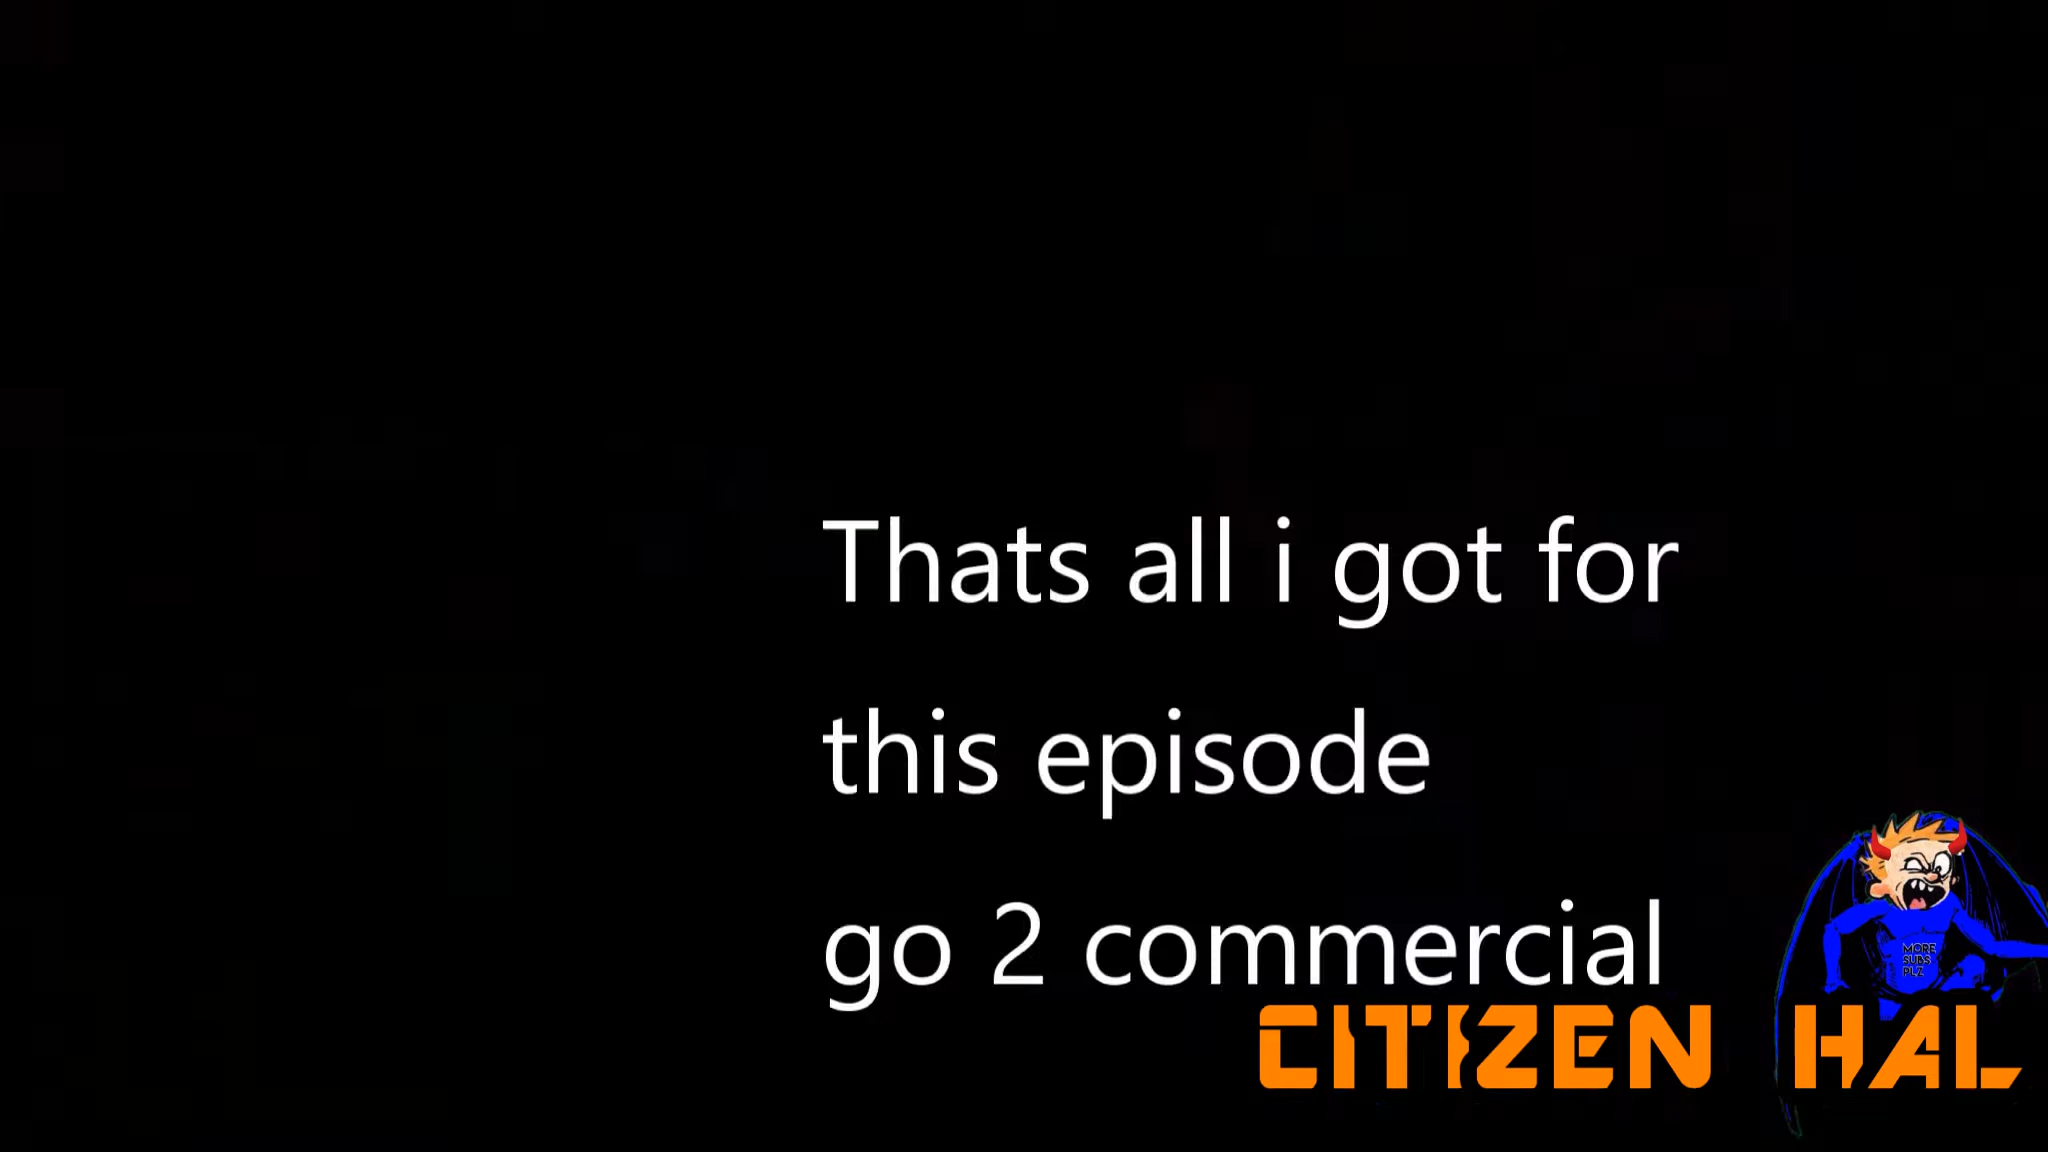 Thats all i got for
this episode
go 2 commercial
MORE
SUBS
PLZ
CITIZEN HAL